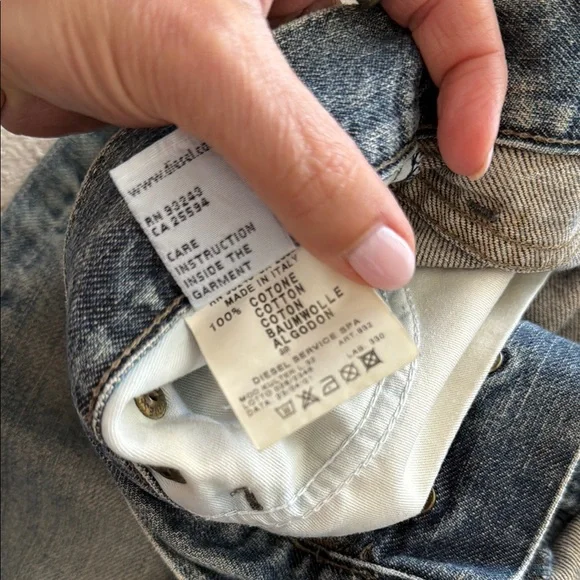 www.diesel.co
RN 93243
CA 25594
CARE
INSTRUCTION
INSIDE THE
GARMENT
MADE IN ITALY
100% COTONE
COTTON
COTON
BAUMWOLLE
ALGODON
DIESEL SERVICE SPA
ART. 932
LAB. 330